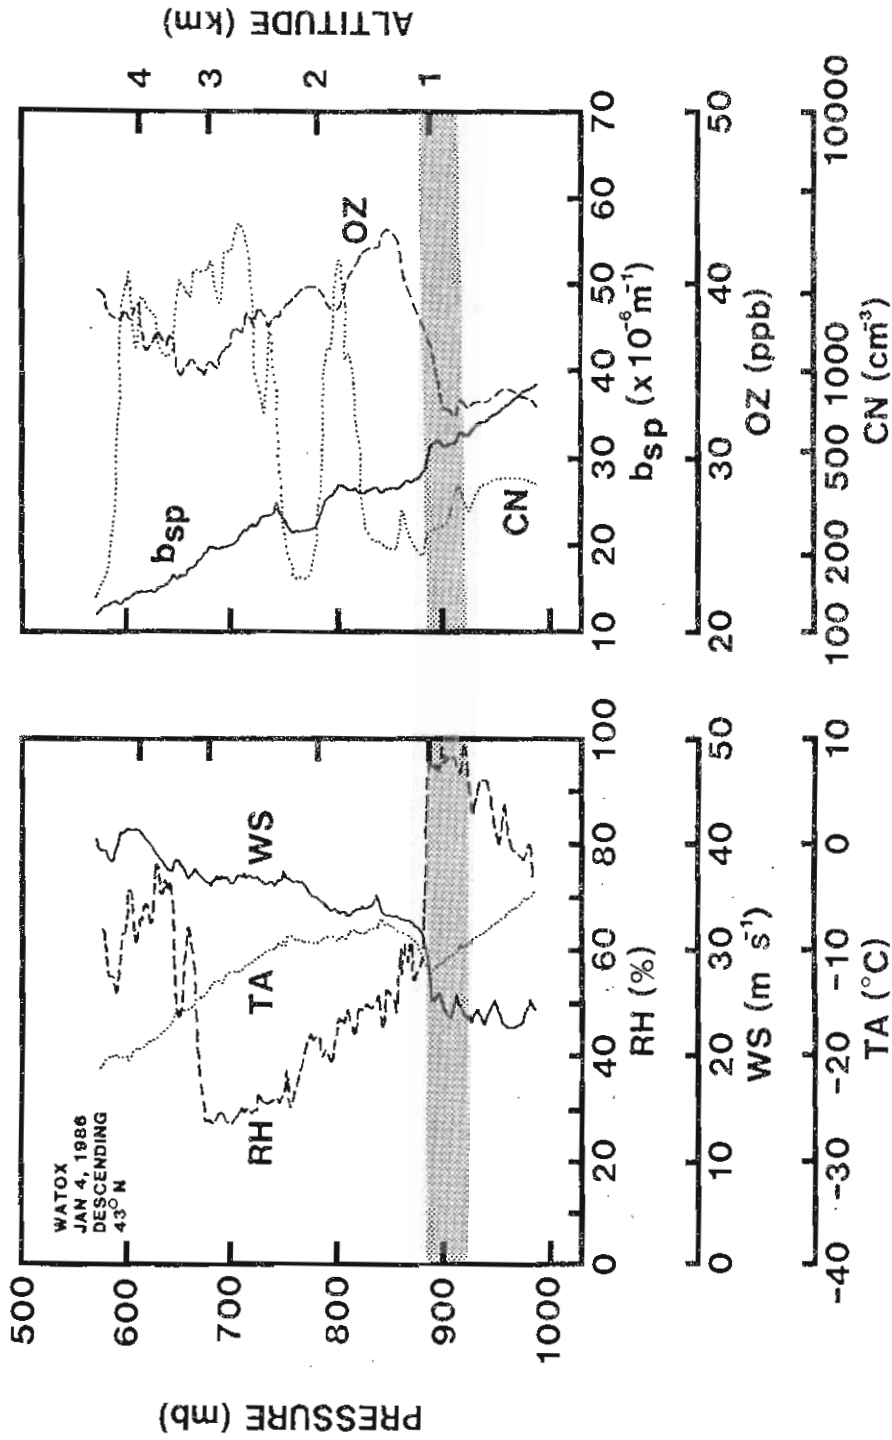 WATOX
JAN 4, 1986
DESCENDING
43° N
PRESSURE (mb)
500
600
700
800
900
1000
RH
TA
WS
0 20 40 60 80 100
RH (%)
0 10 20 30 40 50
WS (m s⁻¹)
-40 -30 -20 -10 0 10
TA (°C)
bsp
CN
OZ
4
3
2
1
ALTITUDE (km)
10 20 30 40 50 60 70
bsp (x10⁻⁶m⁻¹)
20 30 40 50
OZ (ppb)
100 200 500 1000 10000
CN (cm⁻³)